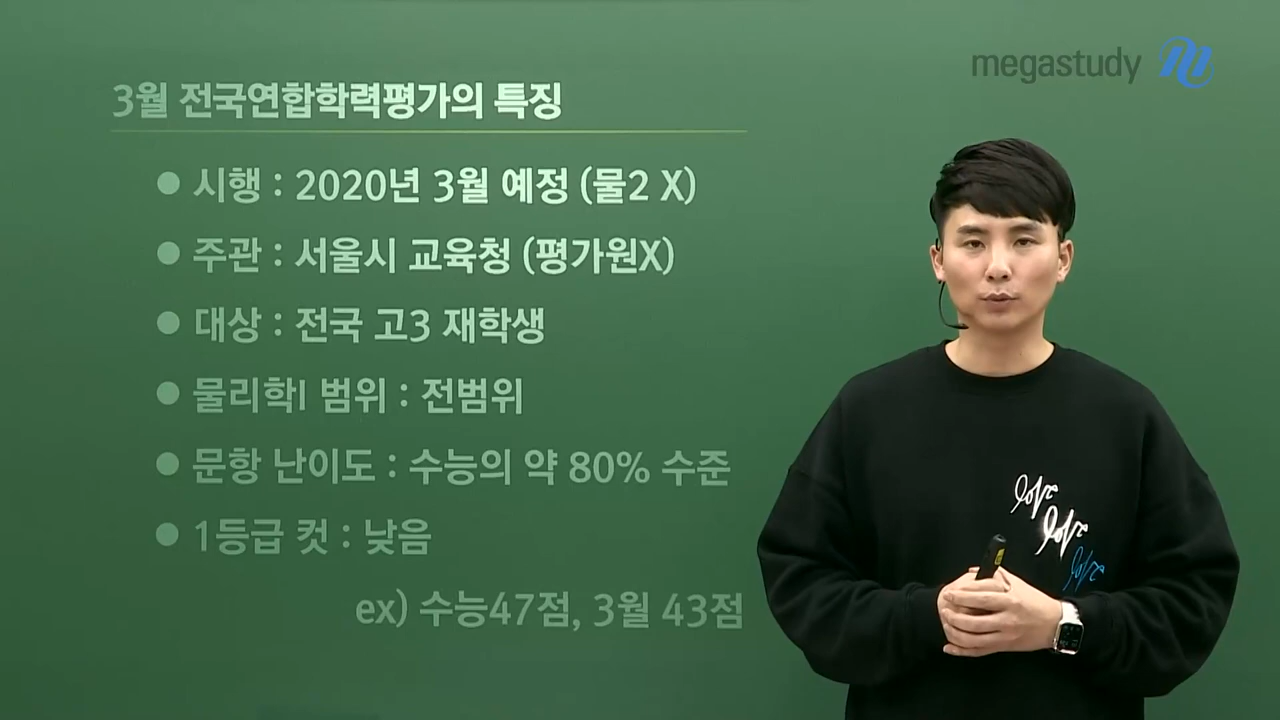 megastudy
3월 전국연합학력평가의 특징
● 시행 : 2020년 3월 예정 (물2 X)
● 주관 : 서울시 교육청 (평가원X)
● 대상 : 전국 고3 재학생
● 물리학I 범위 : 전범위
● 문항 난이도 : 수능의 약 80% 수준
● 1등급 컷 : 낮음
ex) 수능47점, 3월 43점
love
love
love